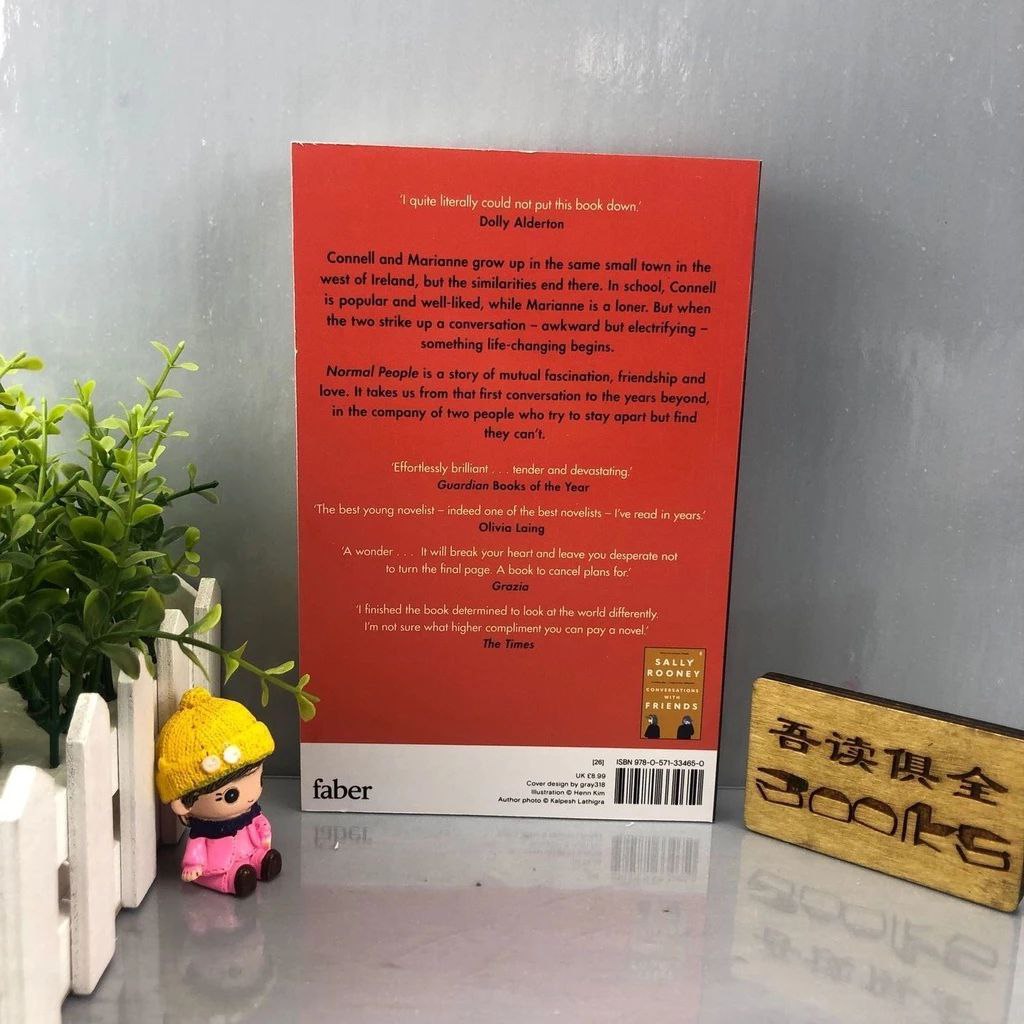 'I quite literally could not put this book down.'
Dolly Alderton
Connell and Marianne grow up in the same small town in the
west of Ireland, but the similarities end there. In school, Connell
is popular and well-liked, while Marianne is a loner. But when
the two strike up a conversation – awkward but electrifying –
something life-changing begins.
Normal People is a story of mutual fascination, friendship and
love. It takes us from that first conversation to the years beyond,
in the company of two people who try to stay apart but find
they can't.
'Effortlessly brilliant . . . tender and devastating.'
Guardian Books of the Year
'The best young novelist – indeed one of the best novelists – I've read in years.'
Olivia Laing
'A wonder . . . It will break your heart and leave you desperate not
to turn the final page. A book to cancel plans for.'
Grazia
'I finished the book determined to look at the world differently.
I'm not sure what higher compliment you can pay a novel.'
The Times
SALLY
ROONEY
CONVERSATIONS
WITH
FRIENDS
faber
[26]
UK £8.99
Cover design by gray318
Illustration © Henn Kim
Author photo © Kalpesh Lathigra
ISBN 978-0-571-33465-0
吾读俱全
BOOKS